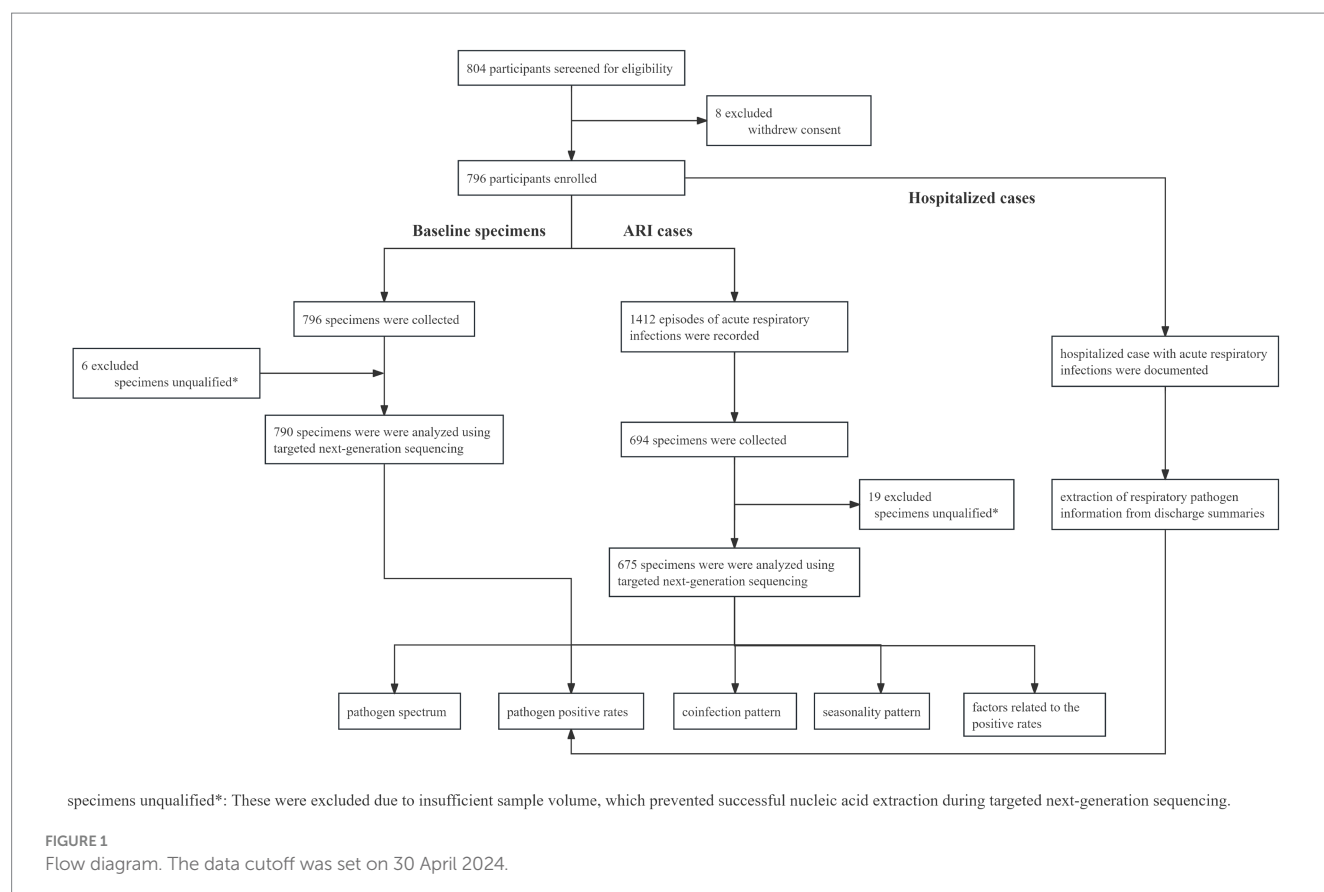 804 participants sereened for eligibility
8 excluded
withdrew consent
796 participants enrolled
Hospitalized cases
Baseline specimens
ARI cases
796 specimens were collected
1412 episodes of acute respiratory
infections were recorded
hospitalized case with acute respiratory
infections were documented
6 excluded
specimens unqualified*
790 specimens were were analyzed using
targeted next-generation sequencing
694 specimens were collected
19 excluded
specimens unqualified*
extraction of respiratory pathogen
information from discharge summaries
675 specimens were were analyzed using
targeted next-generation sequencing
pathogen spectrum
pathogen positive rates
coinfection pattern
seasonality pattern
factors related to the
positive rates
specimens unqualified*: These were excluded due to insufficient sample volume, which prevented successful nucleic acid extraction during targeted next-generation sequencing.
FIGURE 1
Flow diagram. The data cutoff was set on 30 April 2024.